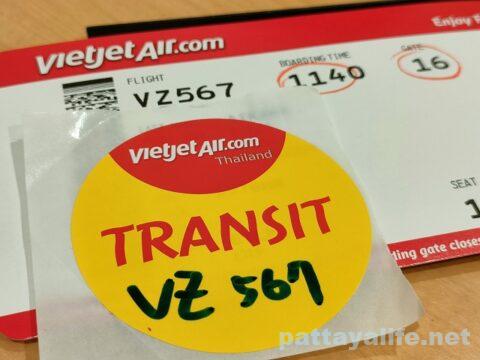 vietjetAir.com
Enjoy
FLIGHT
BOARDING TIME
GATE
VZ567
1140
16
SEAT
1
vietjetAir.com
Thailand
TRANSIT
VZ 567
gate closes
pattayalife.net